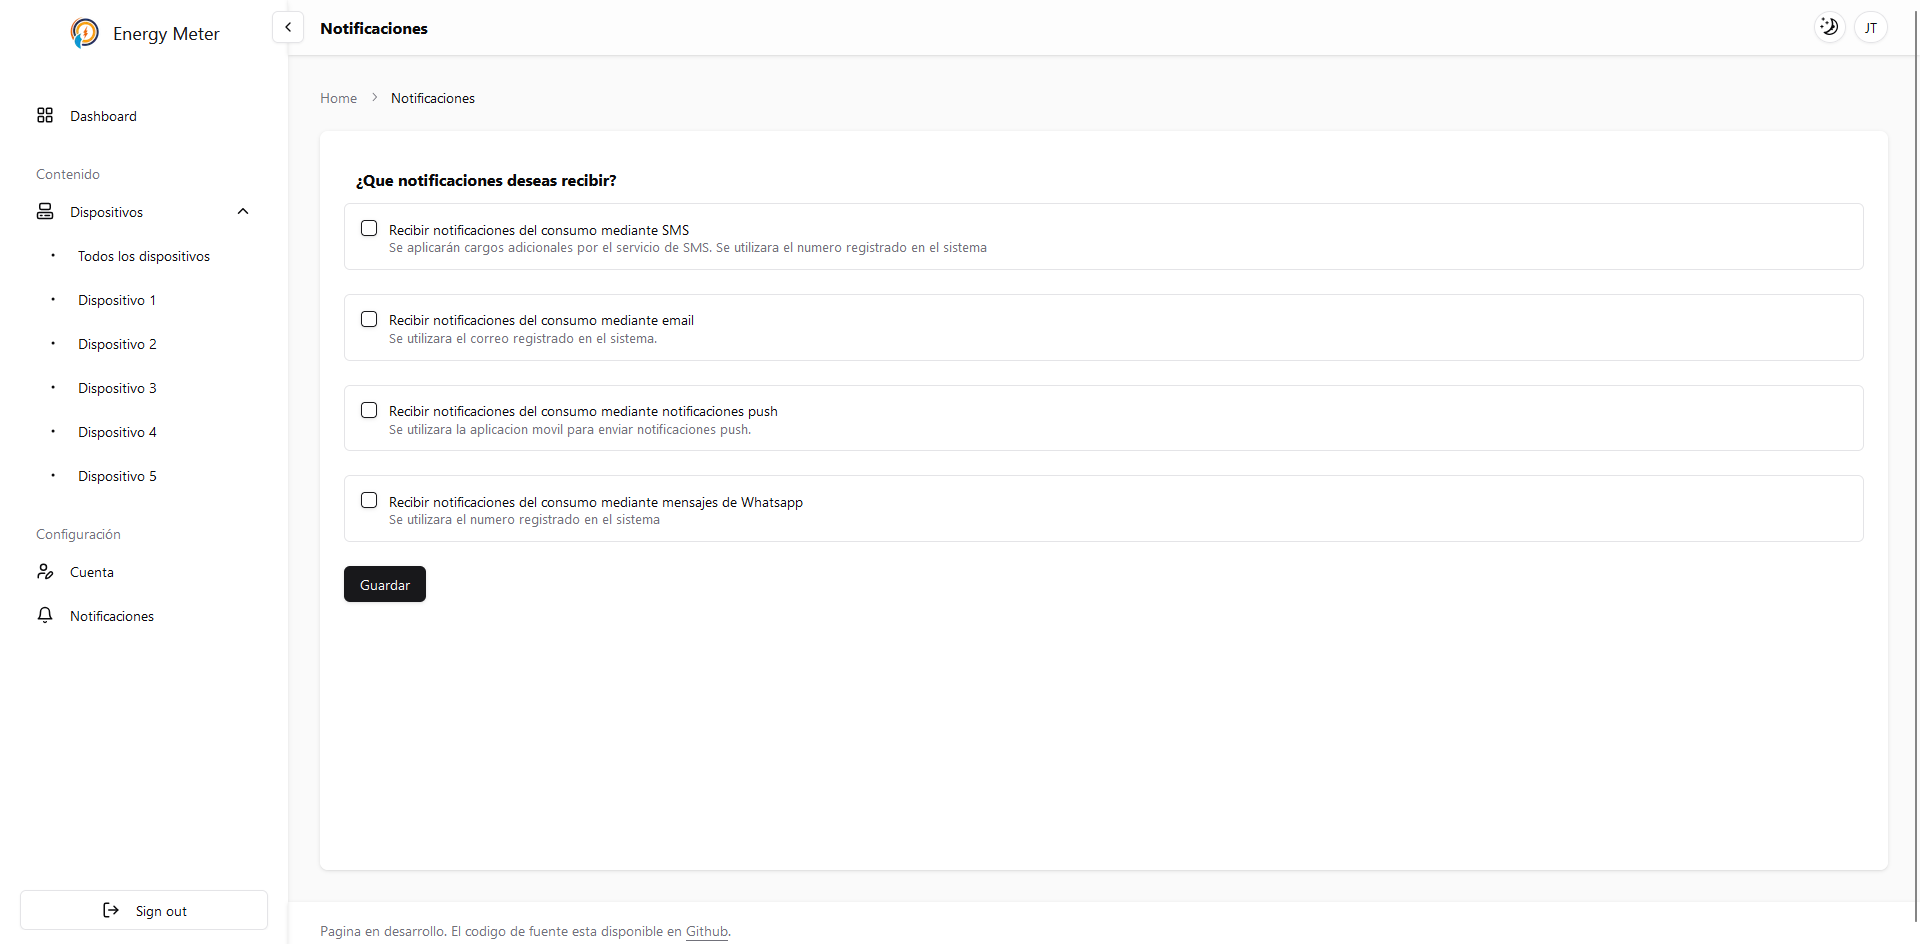 Energy Meter
Notificaciones
JT
Dashboard
Contenido
Dispositivos
Todos los dispositivos
Dispositivo 1
Dispositivo 2
Dispositivo 3
Dispositivo 4
Dispositivo 5
Configuración
Cuenta
Notificaciones
Sign out
Home > Notificaciones
¿Que notificaciones deseas recibir?
Recibir notificaciones del consumo mediante SMS
Se aplicarán cargos adicionales por el servicio de SMS. Se utilizara el numero registrado en el sistema
Recibir notificaciones del consumo mediante email
Se utilizara el correo registrado en el sistema.
Recibir notificaciones del consumo mediante notificaciones push
Se utilizara la aplicacion movil para enviar notificaciones push.
Recibir notificaciones del consumo mediante mensajes de Whatsapp
Se utilizara el numero registrado en el sistema
Guardar
Pagina en desarrollo. El codigo de fuente esta disponible en Github.